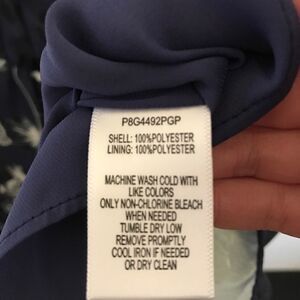 P8G4492PGP
SHELL: 100%POLYESTER
LINING: 100%POLYESTER
MACHINE WASH COLD WITH
LIKE COLORS
ONLY NON-CHLORINE BLEACH
WHEN NEEDED
TUMBLE DRY LOW
REMOVE PROMPTLY
COOL IRON IF NEEDED
OR DRY CLEAN